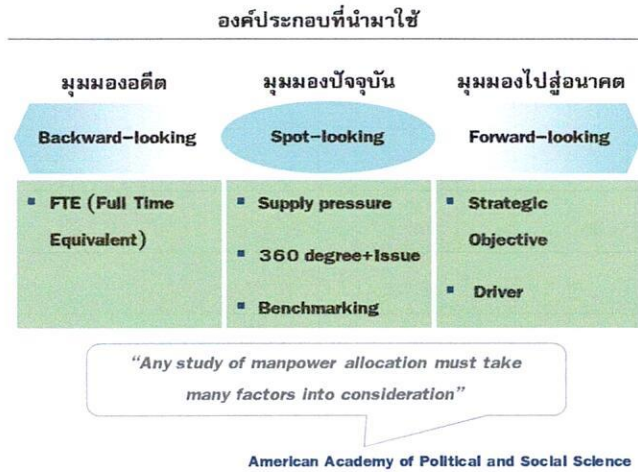 องค์ประกอบที่นำมาใช้
มุมมองอดีต
มุมมองปัจจุบัน
มุมมองไปสู่อนาคต
Backward-looking
Spot-looking
Forward-looking
▪ FTE (Full Time
Equivalent)
▪ Supply pressure
▪ 360 degree+Issue
▪ Benchmarking
▪ Strategic
Objective
▪ Driver
“Any study of manpower allocation must take
many factors into consideration”
American Academy of Political and Social Science